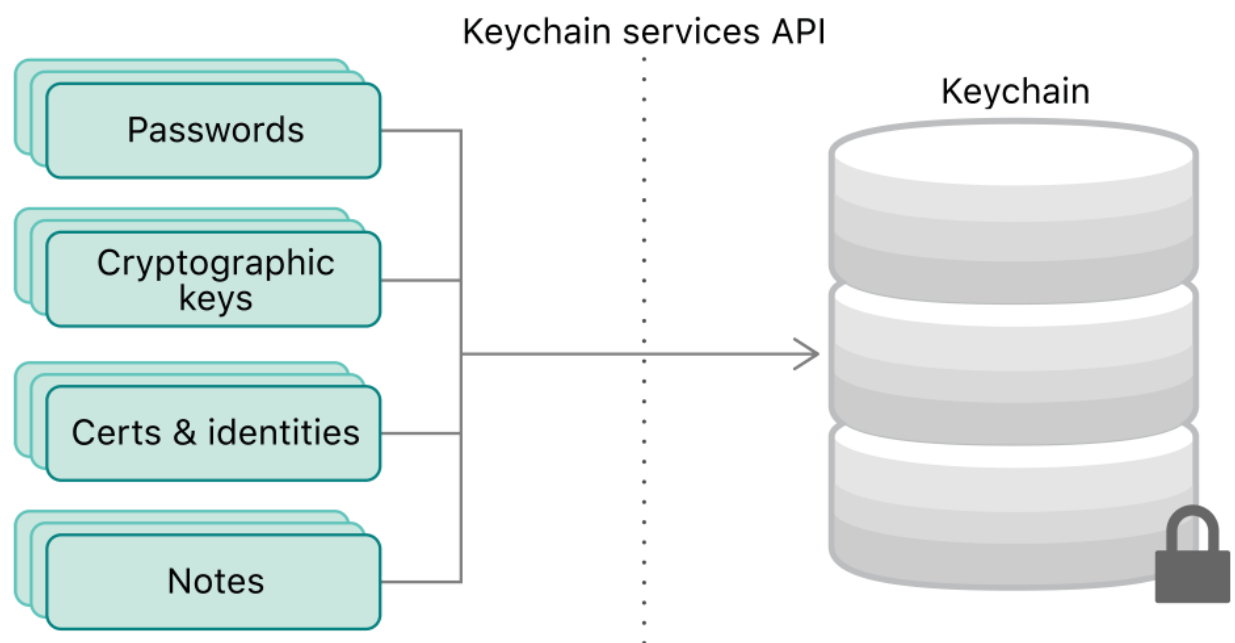 Keychain services API
Keychain
Passwords
Cryptographic
keys
Certs & identities
Notes